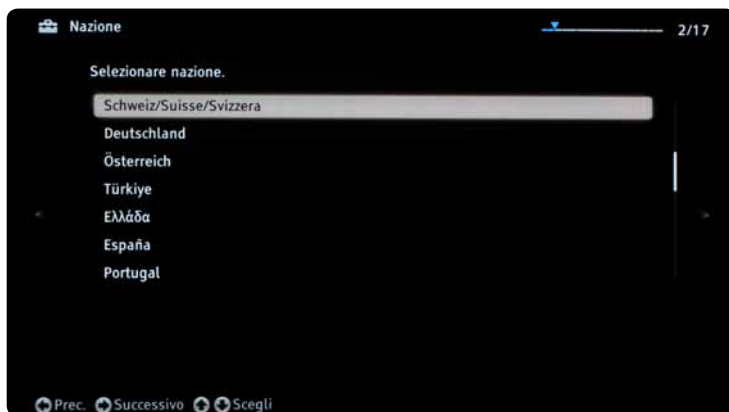 Nazione
2/17
Selezionare nazione.
Schweiz/Suisse/Svizzera
Deutschland
Österreich
Türkiye
Ελλάδα
España
Portugal
Prec. Successivo Scegli